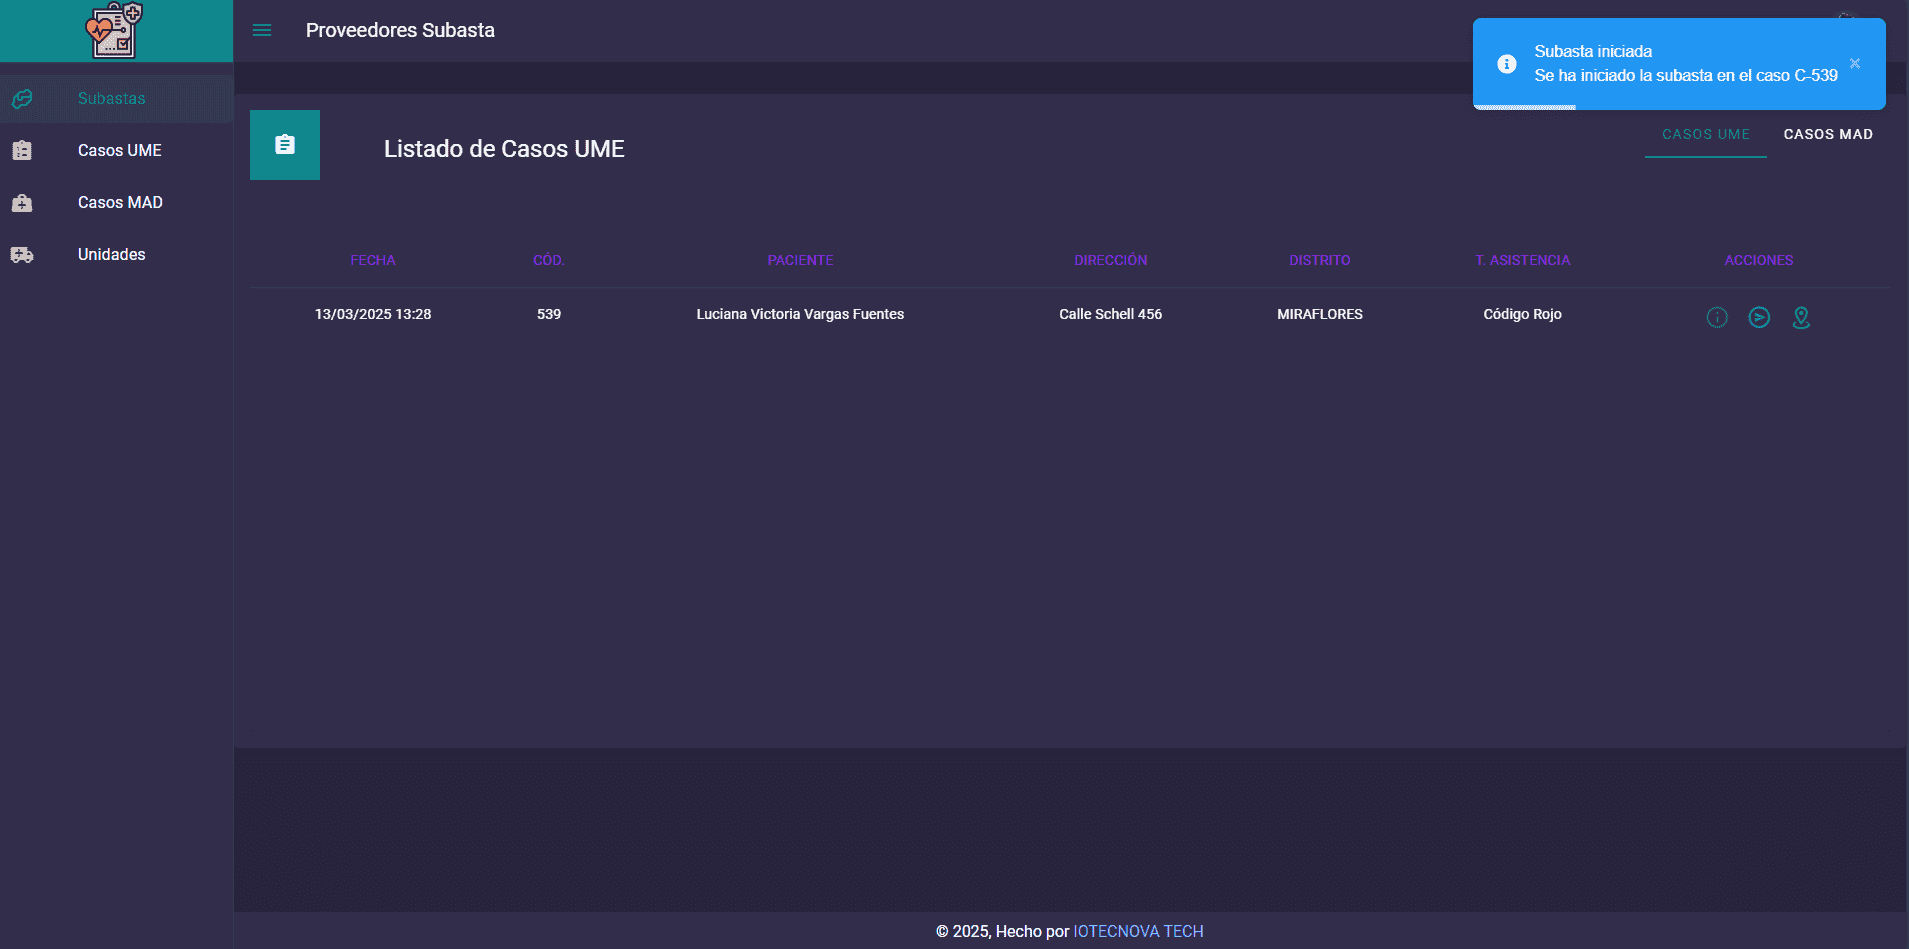 Proveedores Subasta
Subasta iniciada
Se ha iniciado la subasta en el caso C-539
Subastas
Casos UME
Casos MAD
Unidades
Listado de Casos UME
CASOS UME
CASOS MAD
FECHA CÓD. PACIENTE DIRECCIÓN DISTRITO T. ASISTENCIA ACCIONES
13/03/2025 13:28 539 Luciana Victoria Vargas Fuentes Calle Schell 456 MIRAFLORES Código Rojo
© 2025, Hecho por IOTECNOVA TECH